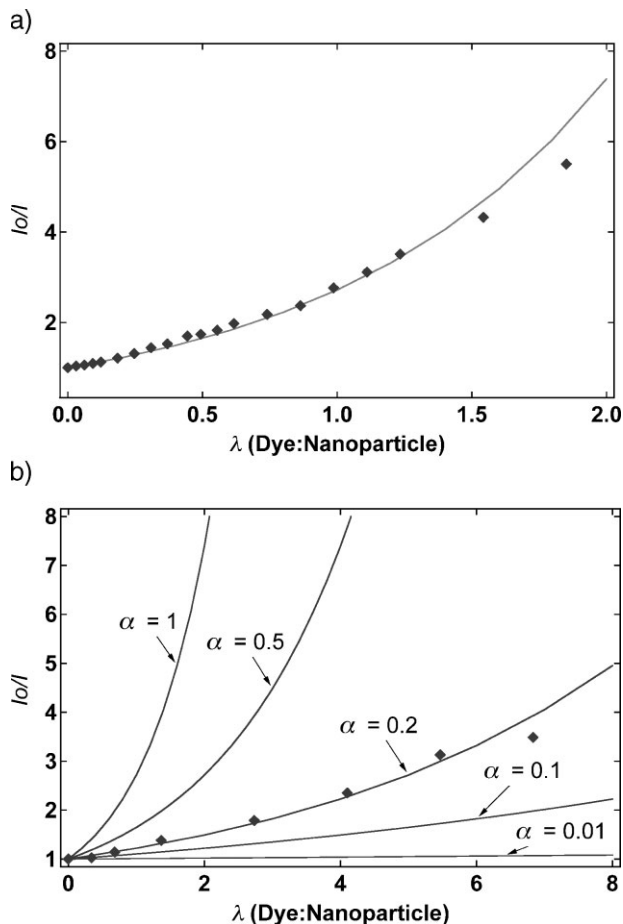 a)
8
6
4
2
Io/I
0.0 0.5 1.0 1.5 2.0
λ (Dye:Nanoparticle)
b)
8
7
6
5
4
3
2
1
Io/I
α = 1
α = 0.5
α = 0.2
α = 0.1
α = 0.01
0 2 4 6 8
λ (Dye:Nanoparticle)